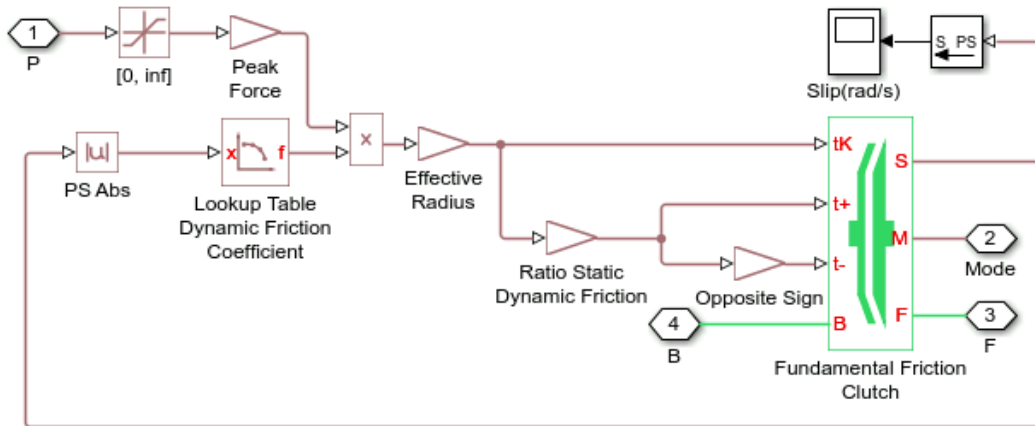 1
P
[0, inf]
Peak
Force
|u|
PS Abs
x
f
Lookup Table
Dynamic Friction
Coefficient
x
Effective
Radius
Ratio Static
Dynamic Friction
Opposite Sign
Slip(rad/s)
S PS
tK
t+
t-
B
S
M
F
4
B
2
Mode
3
F
Fundamental Friction
Clutch